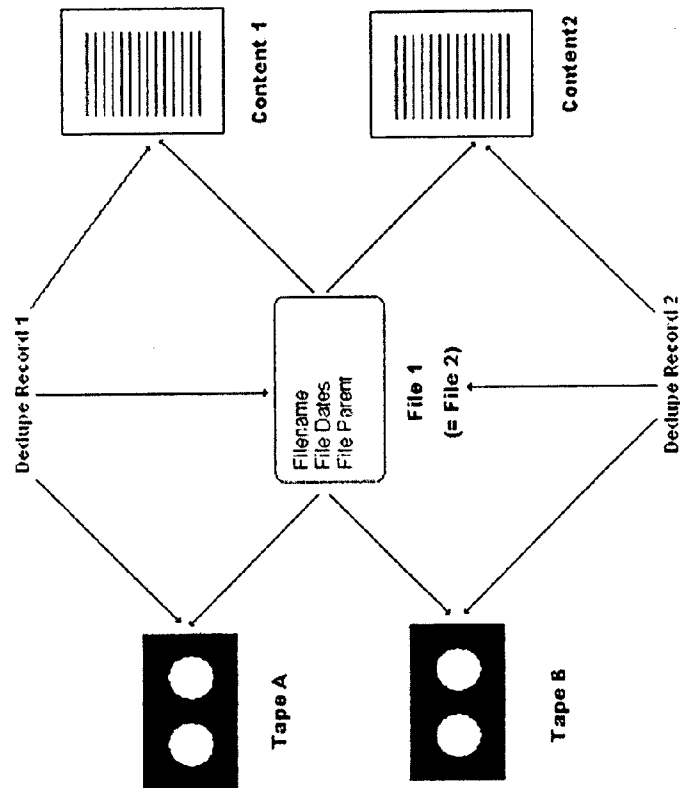 Dedupe Record 1
Tape A
Filename
File Dates
File Parent
Content 1
File 1
(= File 2)
Tape B
Content2
Dedupe Record 2